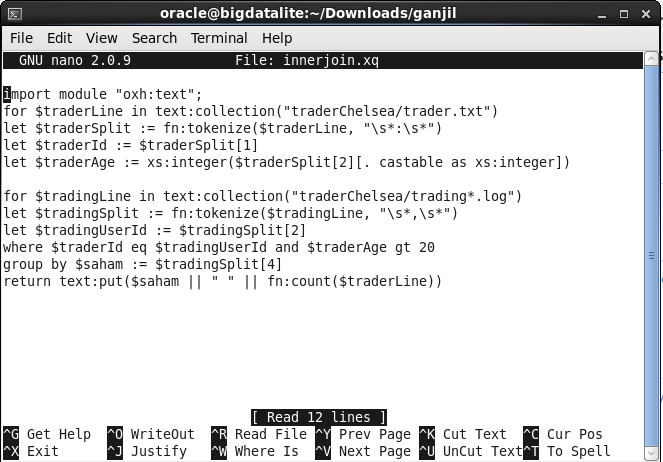 oracle@bigdatalite:~/Downloads/ganjil
File Edit View Search Terminal Help
GNU nano 2.0.9 File: innerjoin.xq
import module "oxh:text";
for $traderLine in text:collection("traderChelsea/trader.txt")
let $traderSplit := fn:tokenize($traderLine, "\s*:\s*")
let $traderId := $traderSplit[1]
let $traderAge := xs:integer($traderSplit[2][. castable as xs:integer])
for $tradingLine in text:collection("traderChelsea/trading*.log")
let $tradingSplit := fn:tokenize($tradingLine, "\s*,\s*")
let $tradingUserId := $tradingSplit[2]
where $traderId eq $tradingUserId and $traderAge gt 20
group by $saham := $tradingSplit[4]
return text:put($saham || " " || fn:count($traderLine))
[ Read 12 lines ]
^G Get Help ^O WriteOut ^R Read File ^Y Prev Page ^K Cut Text ^C Cur Pos
^X Exit ^J Justify ^W Where Is ^V Next Page ^U UnCut Text ^T To Spell